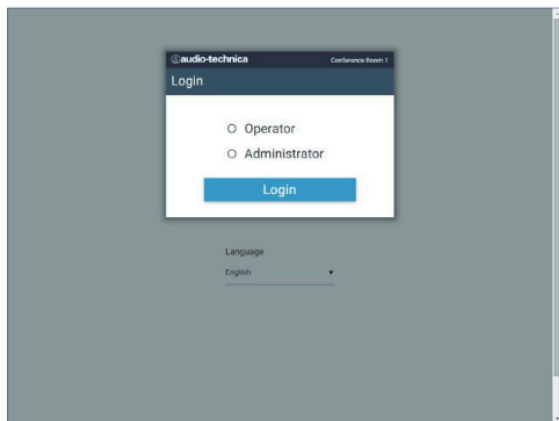 audio-technica Conference Room 1
Login
Operator
Administrator
Login
Language
English